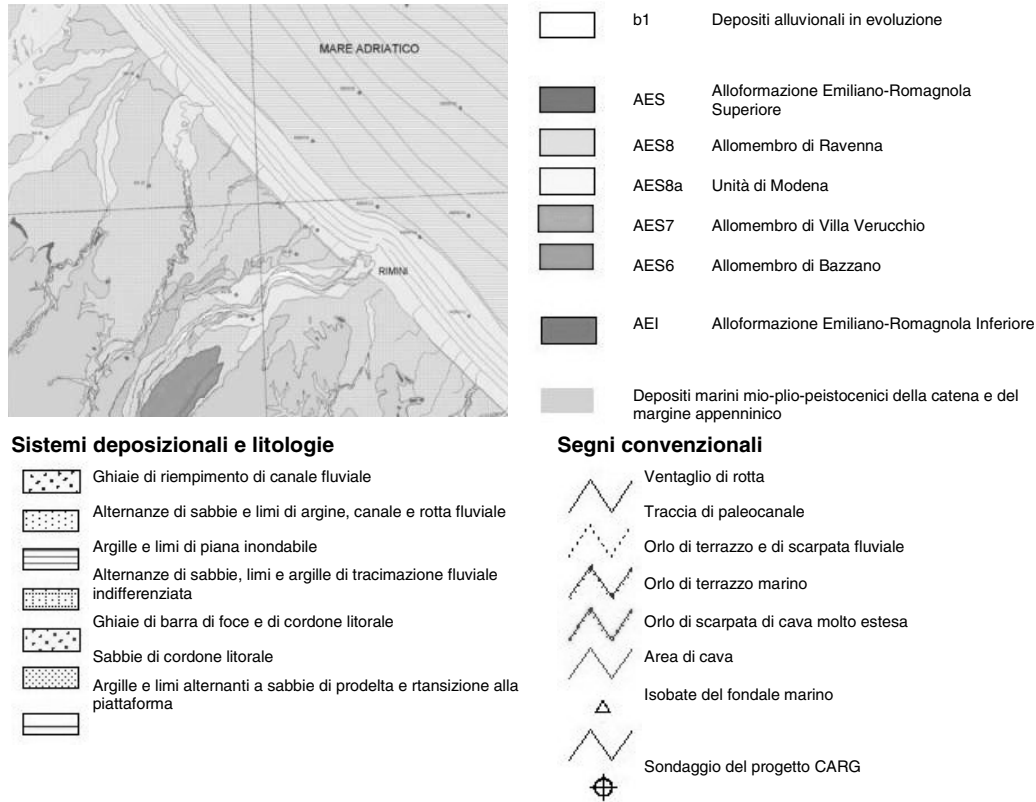 MARE ADRIATICO
RIMINI
b1 Depositi alluvionali in evoluzione
AES Alloformazione Emiliano-Romagnola
Superiore
AES8 Allomembro di Ravenna
AES8a Unità di Modena
AES7 Allomembro di Villa Verucchio
AES6 Allomembro di Bazzano
AEI Alloformazione Emiliano-Romagnola Inferiore
Depositi marini mio-plio-peistocenici della catena e del
margine appenninico
Sistemi deposizionali e litologie
Ghiaie di riempimento di canale fluviale
Alternanze di sabbie e limi di argine, canale e rotta fluviale
Argille e limi di piana inondabile
Alternanze di sabbie, limi e argille di tracimazione fluviale
indifferenziata
Ghiaie di barra di foce e di cordone litorale
Sabbie di cordone litorale
Argille e limi alternanti a sabbie di prodelta e rtansizione alla
piattaforma
Segni convenzionali
Ventaglio di rotta
Traccia di paleocanale
Orlo di terrazzo e di scarpata fluviale
Orlo di terrazzo marino
Orlo di scarpata di cava molto estesa
Area di cava
Isobate del fondale marino
Sondaggio del progetto CARG